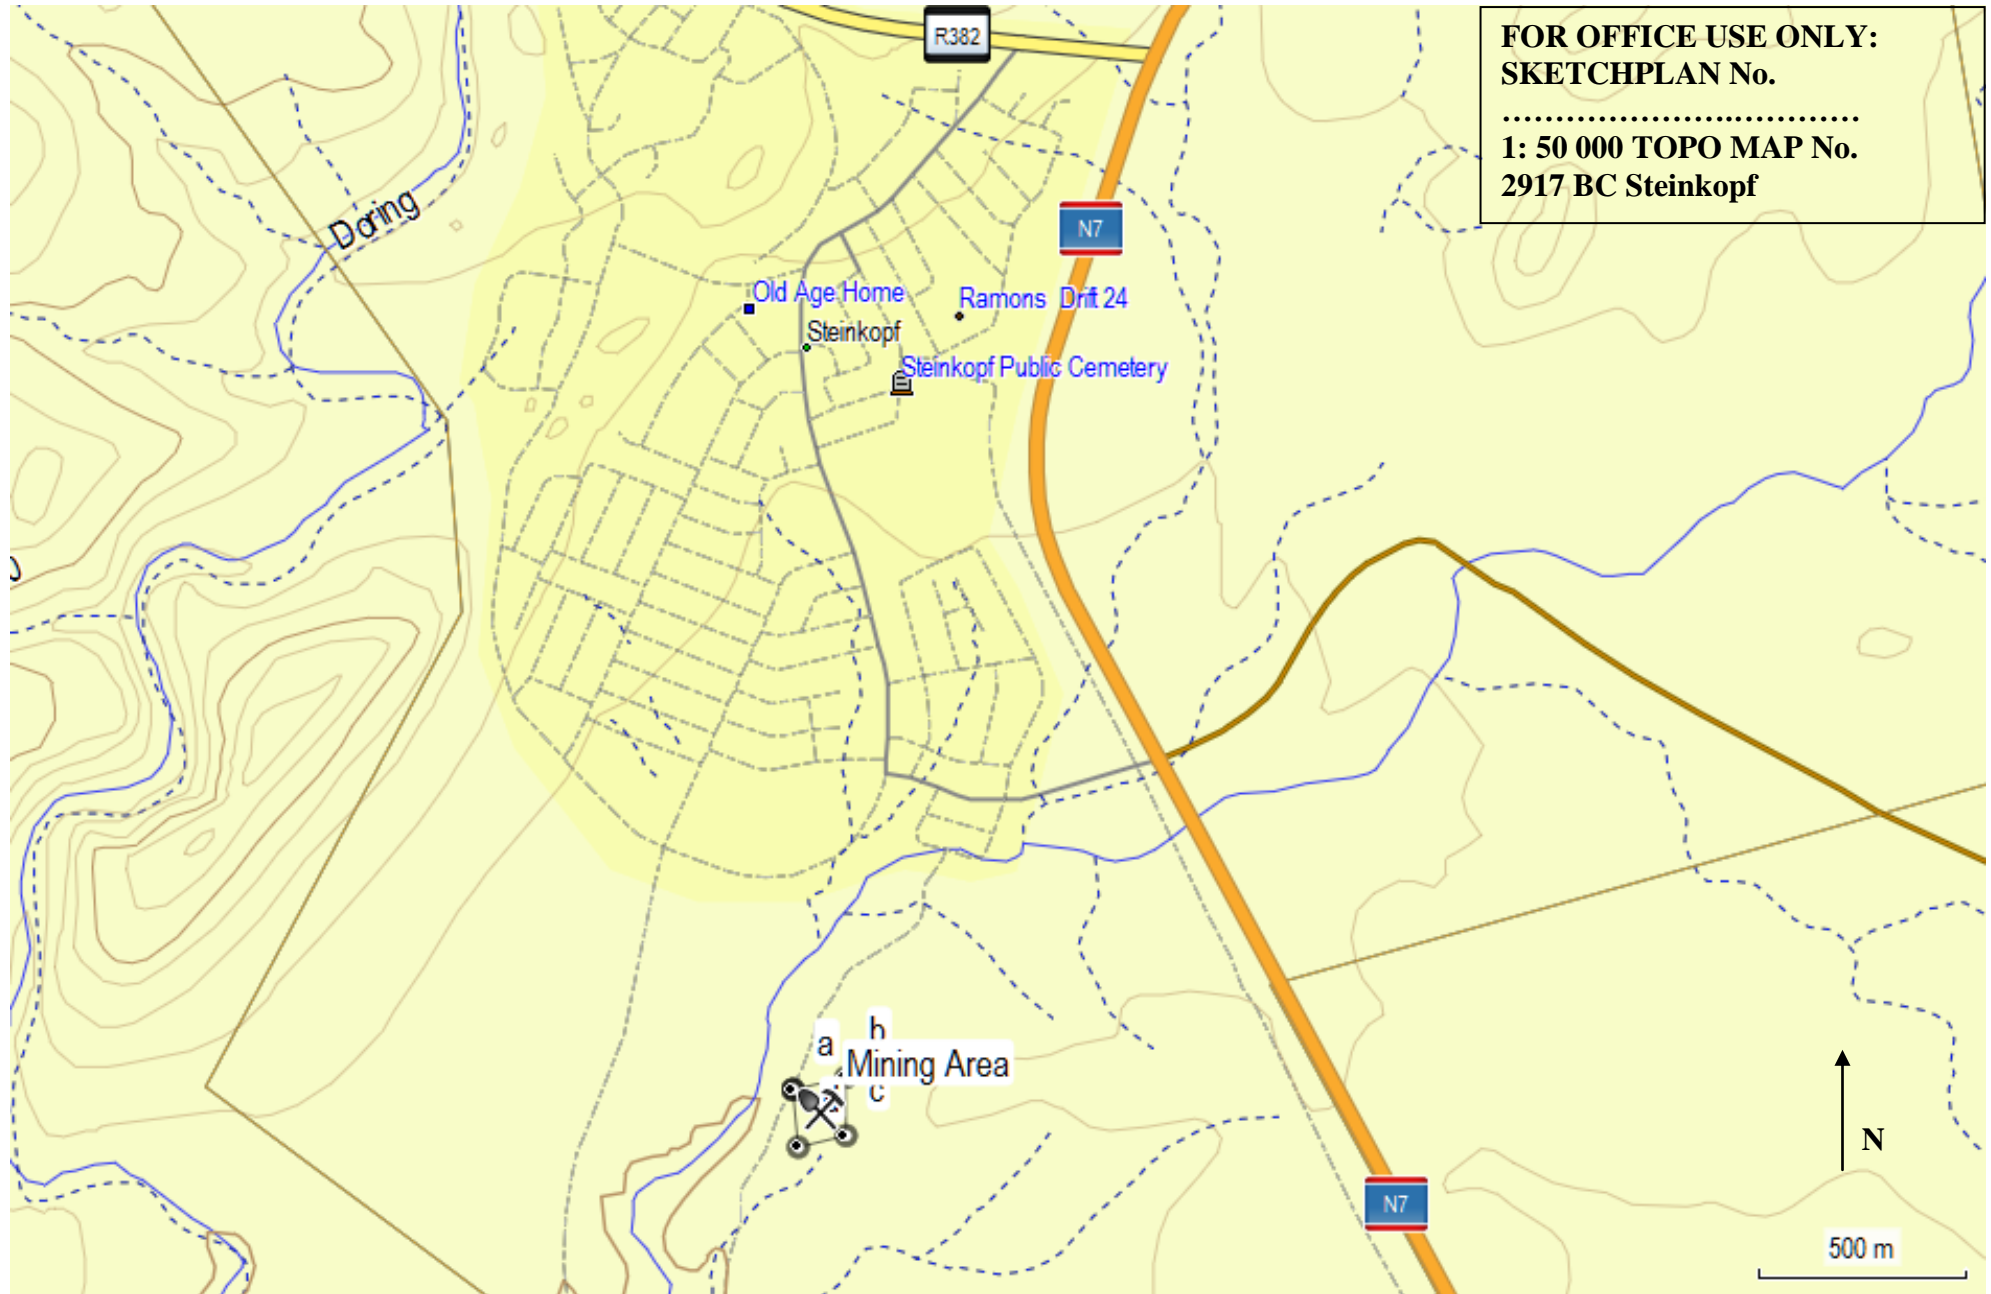 R382
FOR OFFICE USE ONLY:
SKETCHPLAN No.
…………………..…………
1: 50 000 TOPO MAP No.
2917 BC Steinkopf
Doring
N7
Old Age Home
Ramons Drift 24
Steinkopf
Steinkopf Public Cemetery
a
b
Mining Area
c
N
N7
500 m